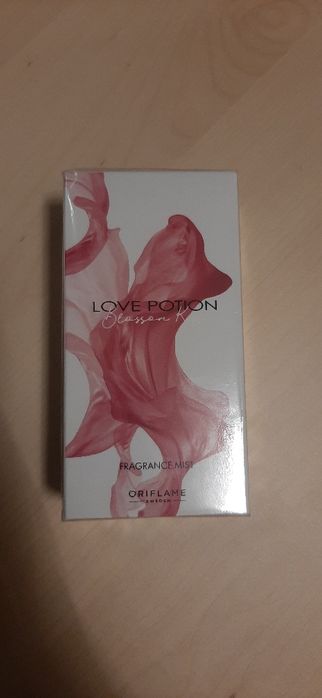 LOVE POTION
Blossom
FRAGRANCE MIST
ORIFLAME
SWEDEN